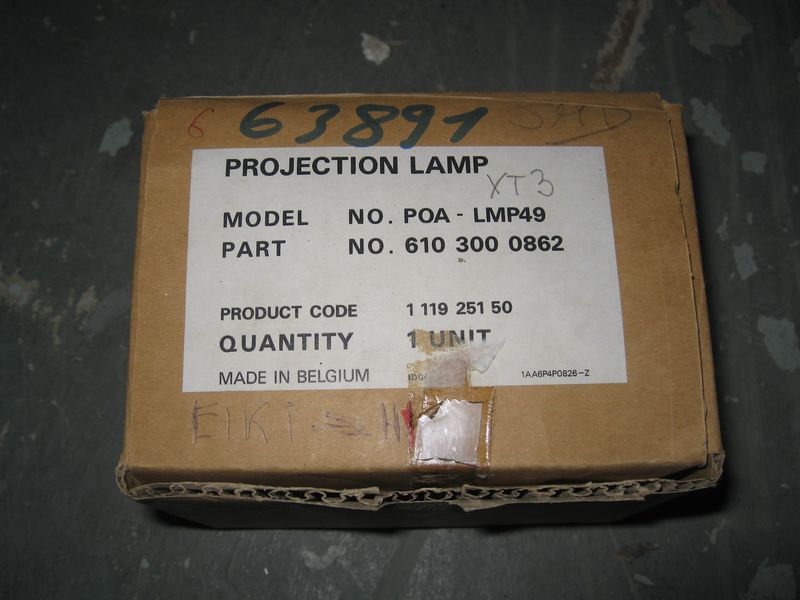 6 63891
PROJECTION LAMP
XT3
MODEL NO. POA - LMP49
PART NO. 610 300 0862
PRODUCT CODE 1 119 251 50
QUANTITY 1 UNIT
MADE IN BELGIUM 1AA6P4P0826-Z
EIKI